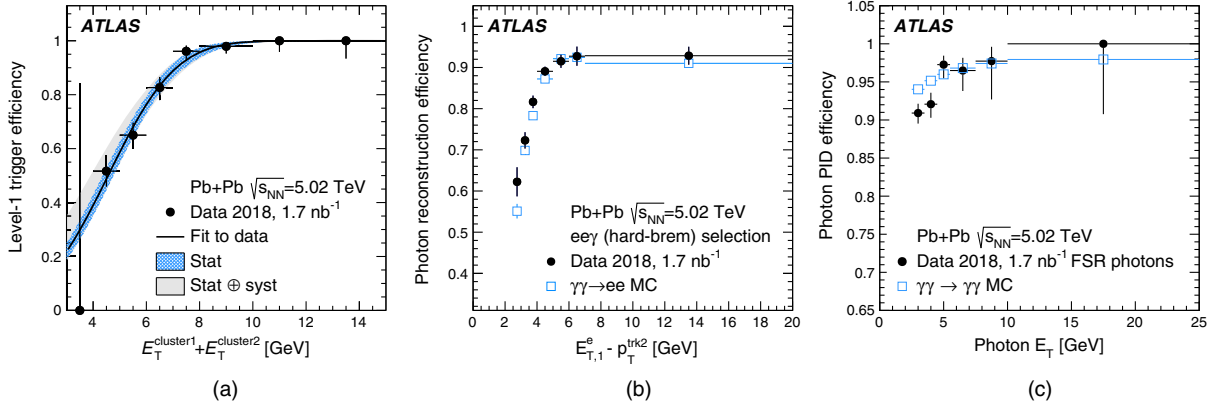 ATLAS
Level-1 trigger efficiency
1
0.8
0.6
0.4
0.2
0
Pb+Pb √sNN=5.02 TeV
Data 2018, 1.7 nb-1
Fit to data
Stat
Stat ⊕ syst
4 6 8 10 12 14
E_T^cluster1+E_T^cluster2 [GeV]
(a)
ATLAS
Photon reconstruction efficiency
1
0.9
0.8
0.7
0.6
0.5
0.4
Pb+Pb √sNN=5.02 TeV
eeγ (hard-brem) selection
Data 2018, 1.7 nb-1
γγ→ee MC
0 2 4 6 8 10 12 14 16 18 20
E_T,1^e - p_T^trk2 [GeV]
(b)
ATLAS
Photon PID efficiency
1.05
1
0.95
0.9
0.85
0.8
0.75
0.7
0.65
Pb+Pb √sNN=5.02 TeV
Data 2018, 1.7 nb-1 FSR photons
γγ → γγ MC
0 5 10 15 20 25
Photon E_T [GeV]
(c)